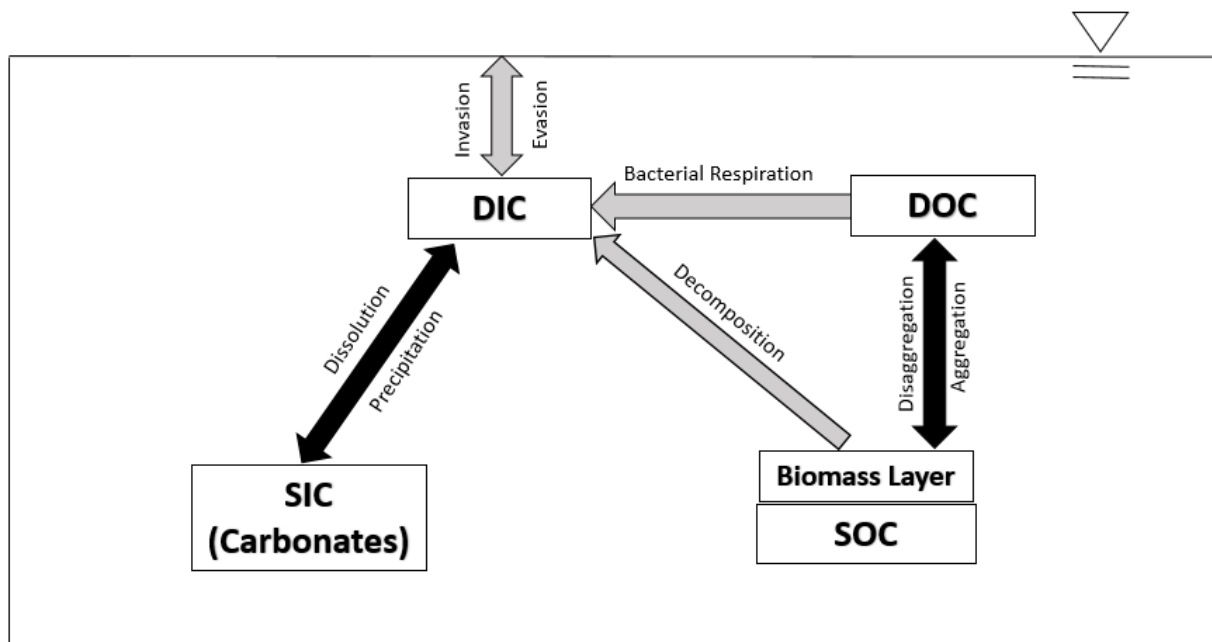 Invasion
Evasion
Bacterial Respiration
DIC
DOC
Dissolution
Precipitation
Decomposition
Disaggregation
Aggregation
SIC
(Carbonates)
Biomass Layer
SOC